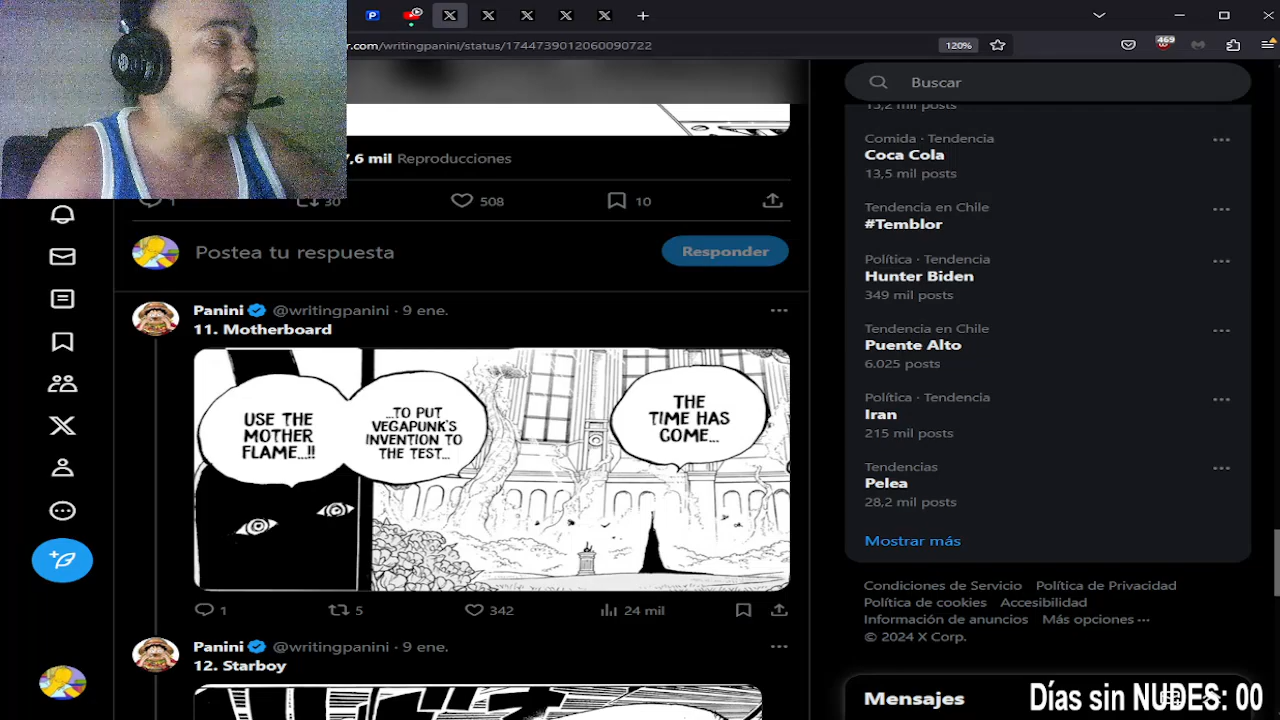 r.com/writingpanini/status/1744739012060090722
120%
469
Buscar
13,2 mil posts
Comida · Tendencia
Coca Cola
13,5 mil posts
Tendencia en Chile
#Temblor
Política · Tendencia
Hunter Biden
349 mil posts
Tendencia en Chile
Puente Alto
6.025 posts
Política · Tendencia
Iran
215 mil posts
Tendencias
Pelea
28,2 mil posts
Mostrar más
Condiciones de Servicio Política de Privacidad
Política de cookies Accesibilidad
Información de anuncios Más opciones ···
© 2024 X Corp.
Mensajes
Días sin NUDES: 00
7,6 mil Reproducciones
1 30 508 10
Postea tu respuesta
Responder
Panini @writingpanini · 9 ene.
11. Motherboard
USE THE
MOTHER
FLAME...!!
...TO PUT
VEGAPUNK'S
INVENTION TO
THE TEST...
THE
TIME HAS
COME...
1 5 342 24 mil
Panini @writingpanini · 9 ene.
12. Starboy